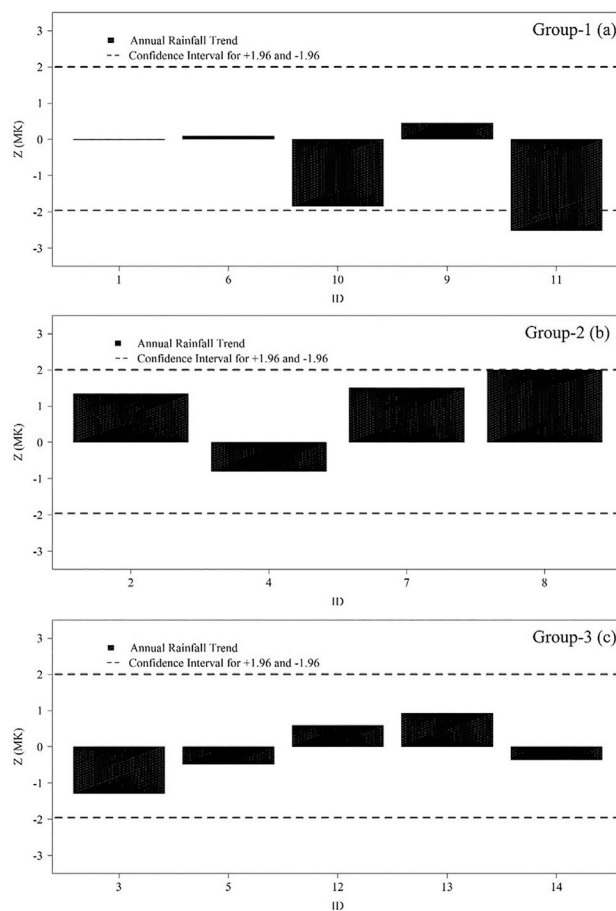 Group-1 (a)
Annual Rainfall Trend
Confidence Interval for +1.96 and -1.96
Z (MK)
3
2
1
0
-1
-2
-3
1 6 10 9 11
ID
Group-2 (b)
Annual Rainfall Trend
Confidence Interval for +1.96 and -1.96
Z (MK)
3
2
1
0
-1
-2
-3
2 4 7 8
ID
Group-3 (c)
Annual Rainfall Trend
Confidence Interval for +1.96 and -1.96
Z (MK)
3
2
1
0
-1
-2
-3
3 5 12 13 14
ID